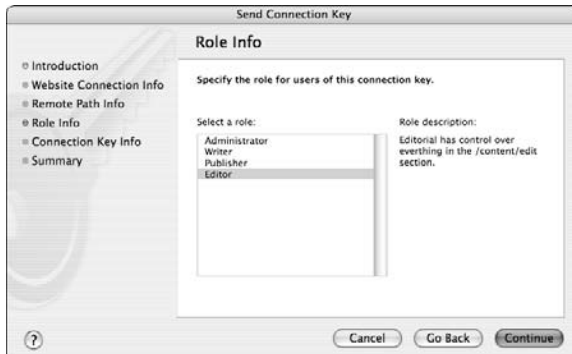 Send Connection Key
Role Info
Introduction
Website Connection Info
Remote Path Info
Role Info
Connection Key Info
Summary
Specify the role for users of this connection key.
Select a role:
Administrator
Writer
Publisher
Editor
Role description:
Editorial has control over
everthing in the /content/edit
section.
?
Cancel
Go Back
Continue